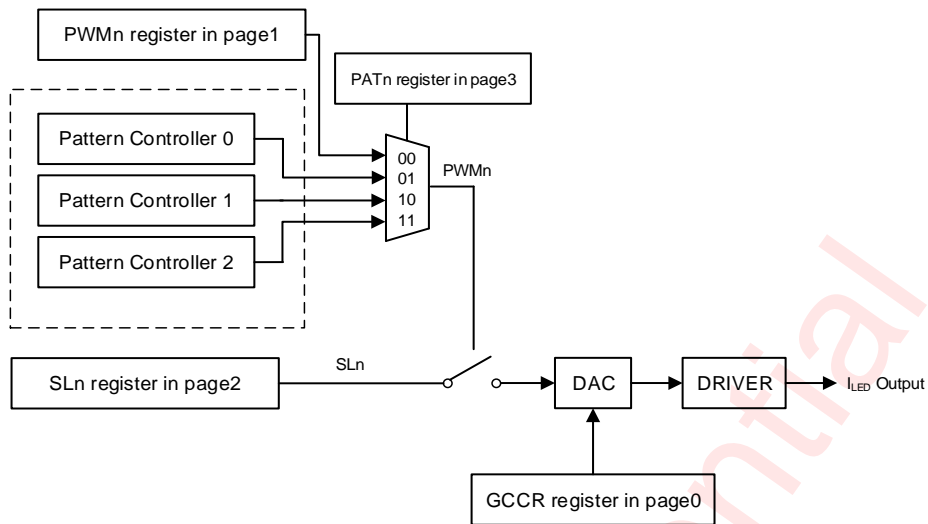 PWMn register in page1
PATn register in page3
Pattern Controller 0
Pattern Controller 1
Pattern Controller 2
00
01
10
11
PWMn
SLn register in page2
SLn
DAC
DRIVER
ILED Output
GCCR register in page0
ential